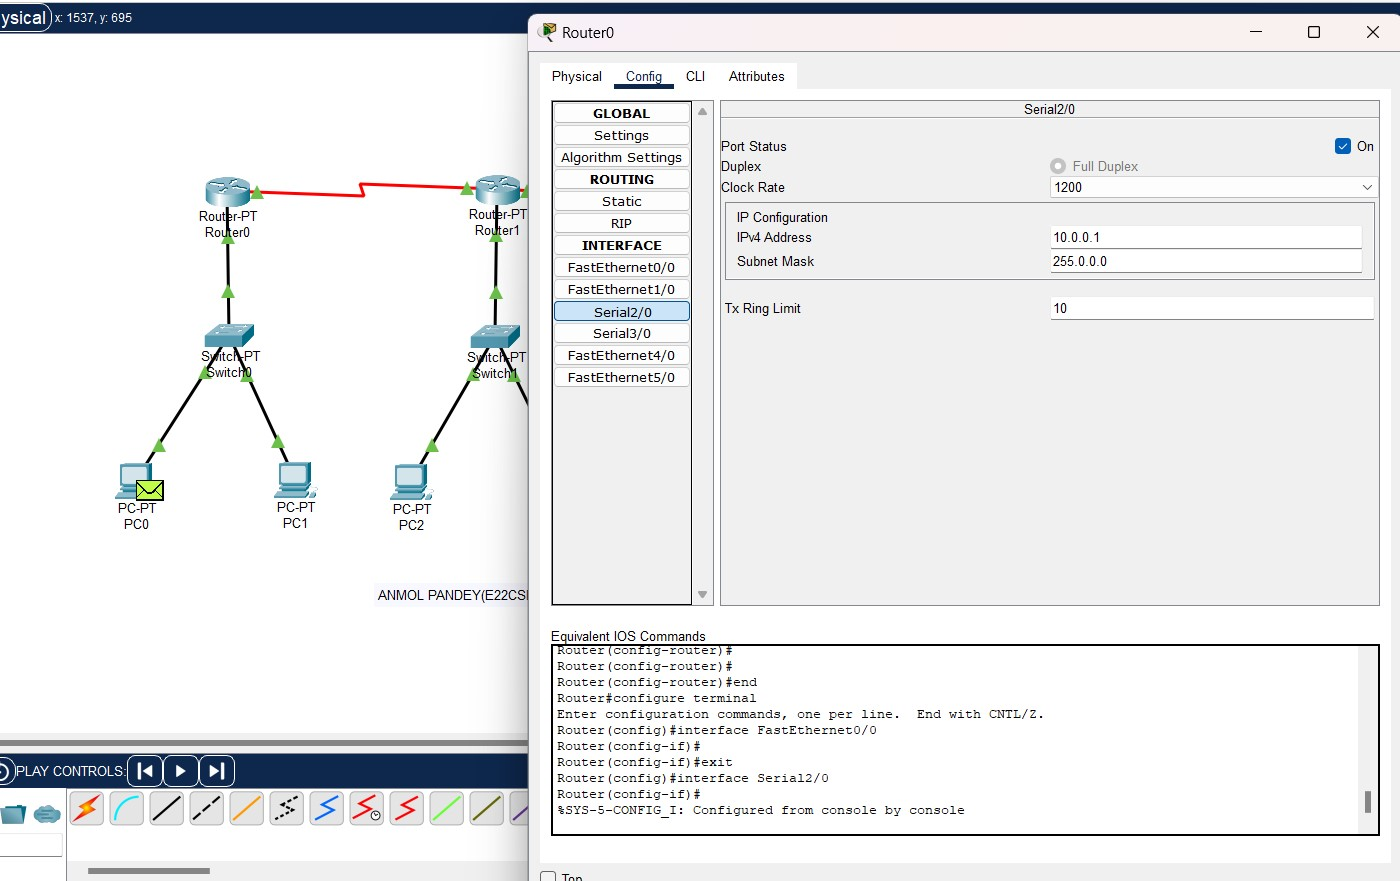 ysical x: 1537, y: 695
Router-PT
Router0
Router-PT
Router1
Switch-PT
Switch0
Switch-PT
Switch1
PC-PT
PC0
PC-PT
PC1
PC-PT
PC2
ANMOL PANDEY(E22CS
PLAY CONTROLS:
Router0
Physical Config CLI Attributes
GLOBAL
Settings
Algorithm Settings
ROUTING
Static
RIP
INTERFACE
FastEthernet0/0
FastEthernet1/0
Serial2/0
Serial3/0
FastEthernet4/0
FastEthernet5/0
Serial2/0
Port Status On
Duplex Full Duplex
Clock Rate 1200
IP Configuration
IPv4 Address 10.0.0.1
Subnet Mask 255.0.0.0
Tx Ring Limit 10
Equivalent IOS Commands
Router(config-router)#
Router(config-router)#
Router(config-router)#end
Router#configure terminal
Enter configuration commands, one per line. End with CNTL/Z.
Router(config)#interface FastEthernet0/0
Router(config-if)#
Router(config-if)#exit
Router(config)#interface Serial2/0
Router(config-if)#
%SYS-5-CONFIG_I: Configured from console by console
Top